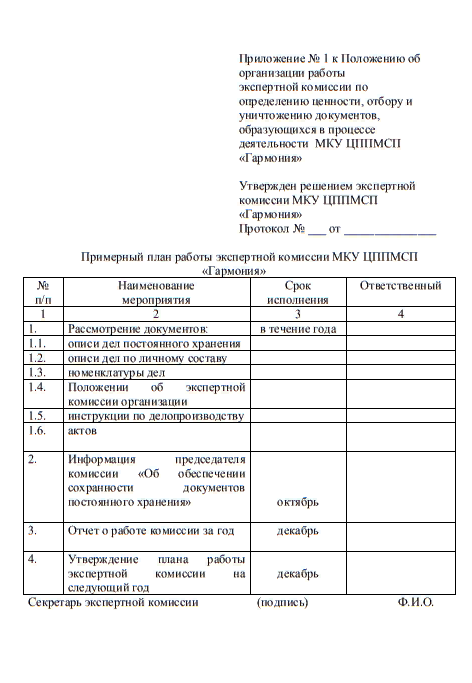 Приложение № 1 к Положению об
организации работы
экспертной комиссии по
определению ценности, отбору и
уничтожению документов,
образующихся в процессе
деятельности МКУ ЦППМСП
«Гармония»
Утвержден решением экспертной
комиссии МКУ ЦППМСП
«Гармония»
Протокол № ___ от _______________
Примерный план работы экспертной комиссии МКУ ЦППМСП
«Гармония»
№ п/п Наименование мероприятия Срок исполнения Ответственный
1 2 3 4
1. Рассмотрение документов: в течение года
1.1. описи дел постоянного хранения
1.2. описи дел по личному составу
1.3. номенклатуры дел
1.4. Положении об экспертной
комиссии организации
1.5. инструкции по делопроизводству
1.6. актов
2. Информация председателя
комиссии «Об обеспечении
сохранности документов
постоянного хранения» октябрь
3. Отчет о работе комиссии за год декабрь
4. Утверждение плана работы
экспертной комиссии на декабрь
следующий год
Секретарь экспертной комиссии (подпись) Ф.И.О.